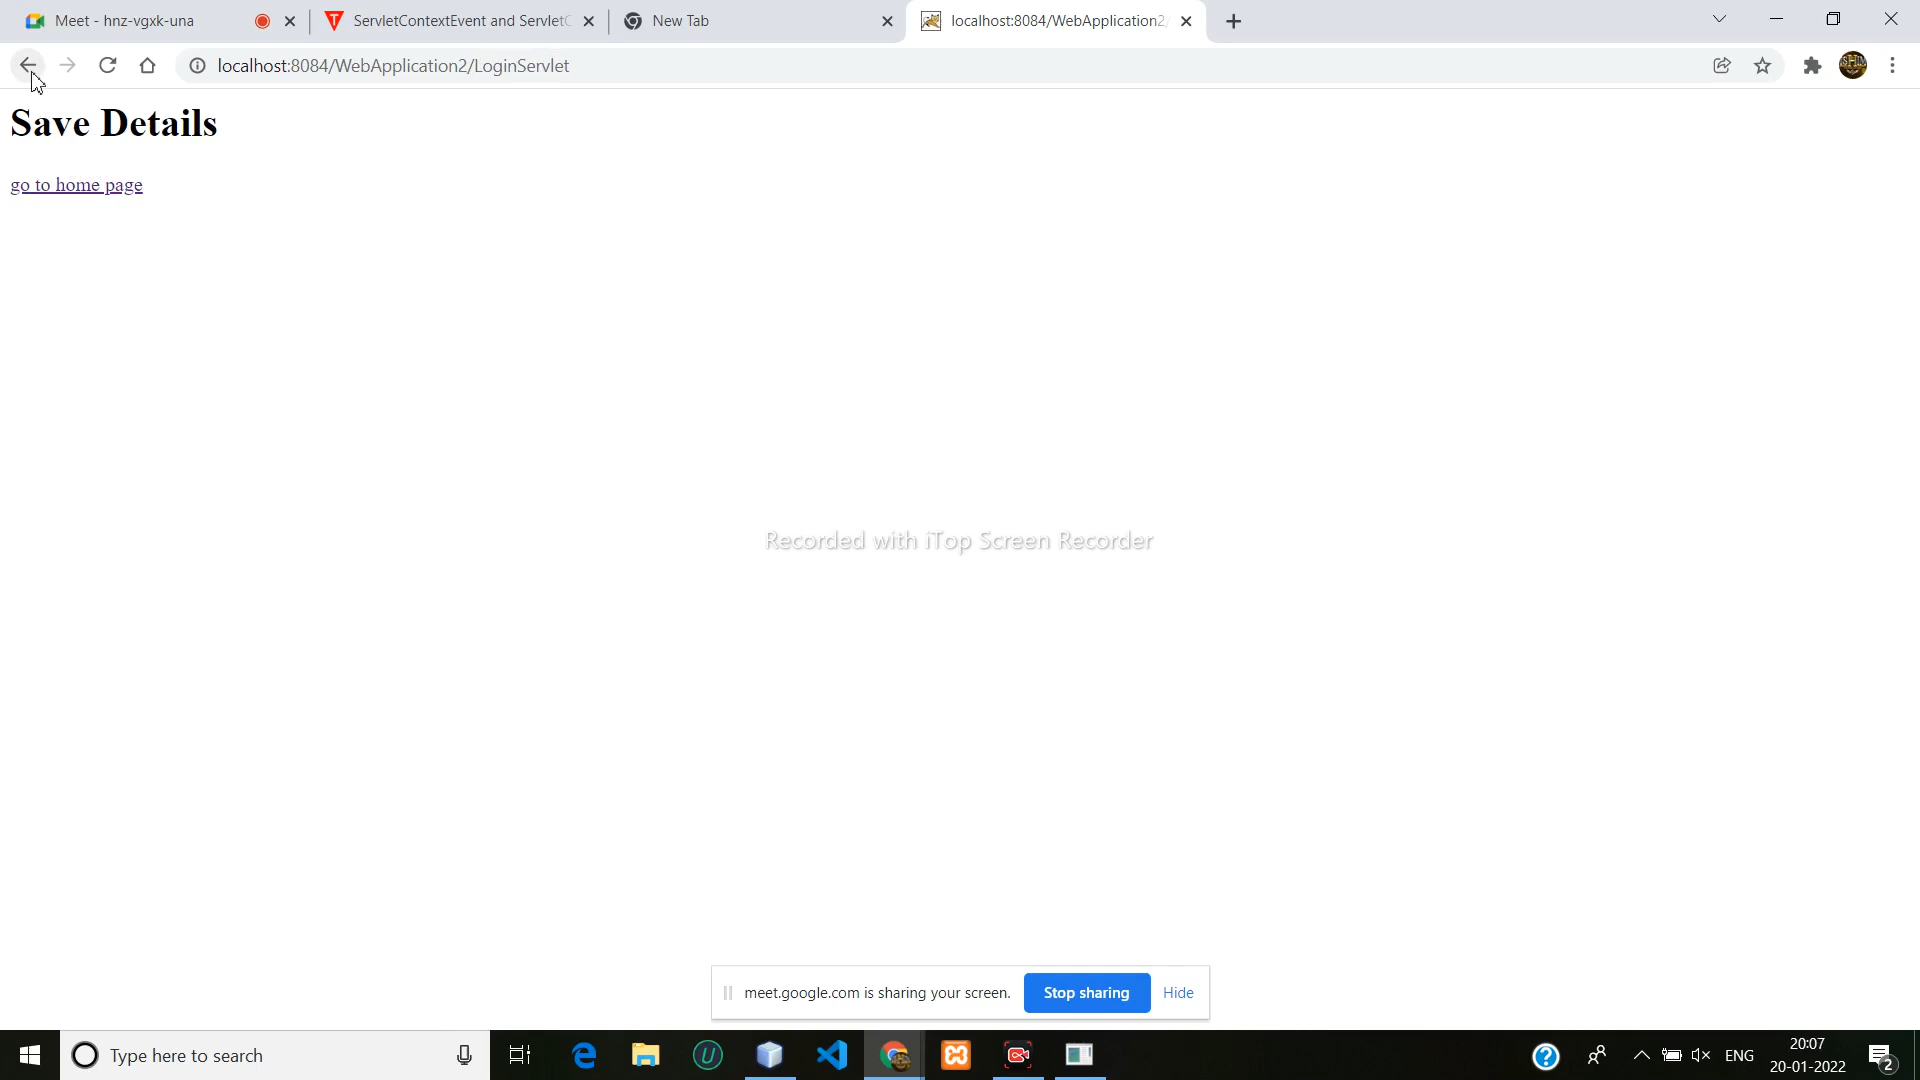 Meet - hnz-vgxk-una
ServletContextEvent and ServletC
New Tab
localhost:8084/WebApplication2/
localhost:8084/WebApplication2/LoginServlet
Save Details
go to home page
Recorded with iTop Screen Recorder
meet.google.com is sharing your screen.
Stop sharing
Hide
Type here to search
ENG
20:07
20-01-2022
2